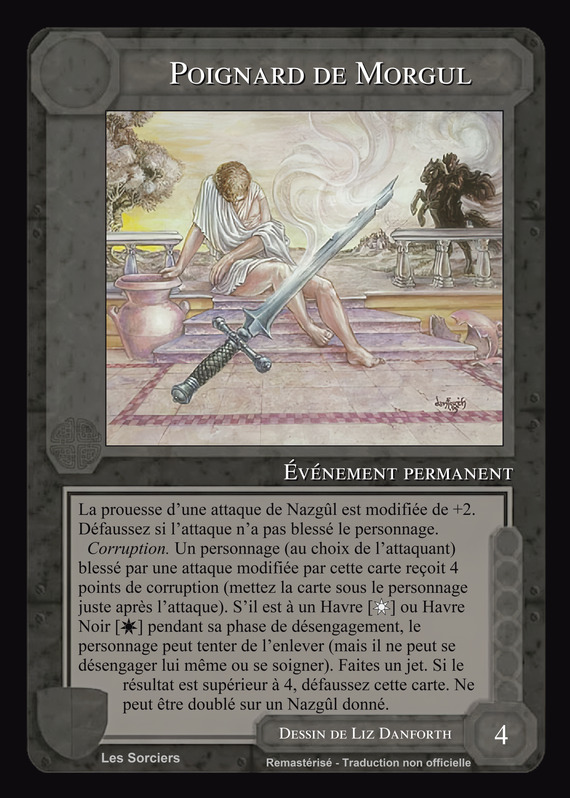 Poignard de Morgul
Événement permanent
La prouesse d'une attaque de Nazgûl est modifiée de +2.
Défaussez si l'attaque n'a pas blessé le personnage.
Corruption. Un personnage (au choix de l'attaquant)
blessé par une attaque modifiée par cette carte reçoit 4
points de corruption (mettez la carte sous le personnage
juste après l'attaque). S'il est à un Havre [] ou Havre
Noir [] pendant sa phase de désengagement, le
personnage peut tenter de l'enlever (mais il ne peut se
désengager lui même ou se soigner). Faites un jet. Si le
résultat est supérieur à 4, défaussez cette carte. Ne
peut être doublé sur un Nazgûl donné.
Dessin de Liz Danforth
4
Les Sorciers
Remastérisé - Traduction non officielle